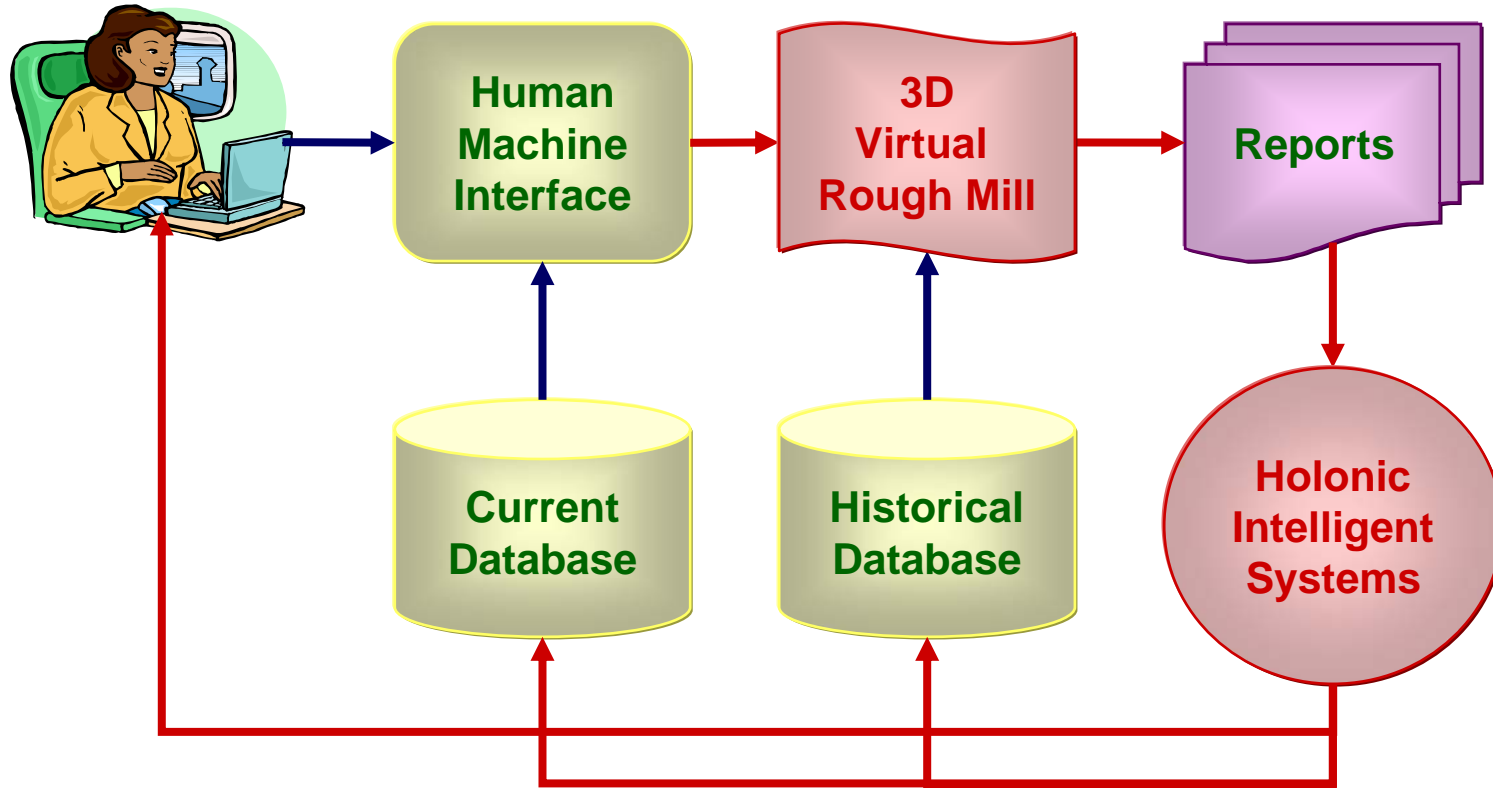 Human
Machine
Interface
3D
Virtual
Rough Mill
Reports
Current
Database
Historical
Database
Holonic
Intelligent
Systems